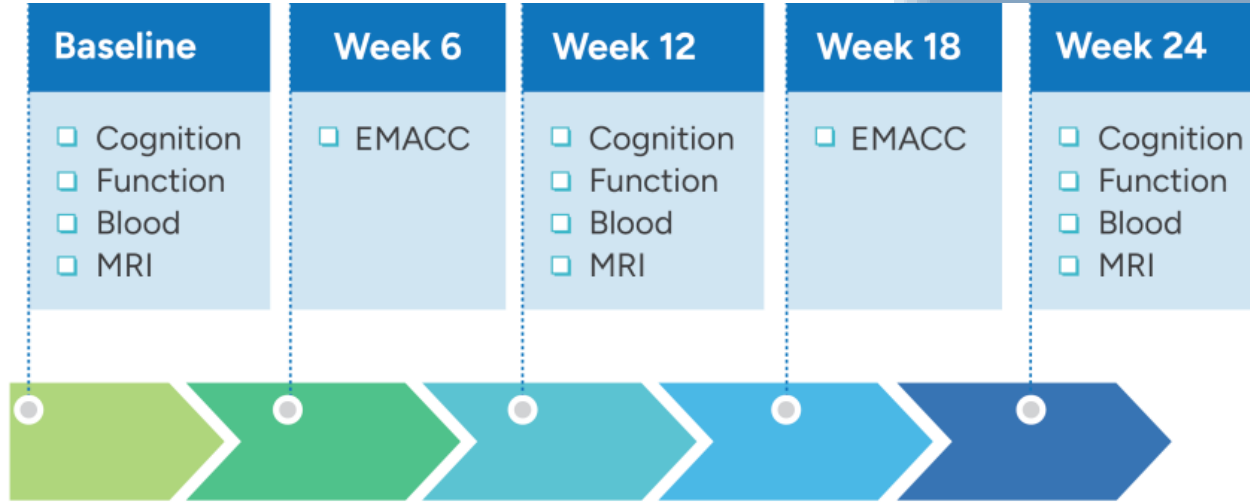 Baseline
Cognition
Function
Blood
MRI
Week 6
EMACC
Week 12
Cognition
Function
Blood
MRI
Week 18
EMACC
Week 24
Cognition
Function
Blood
MRI